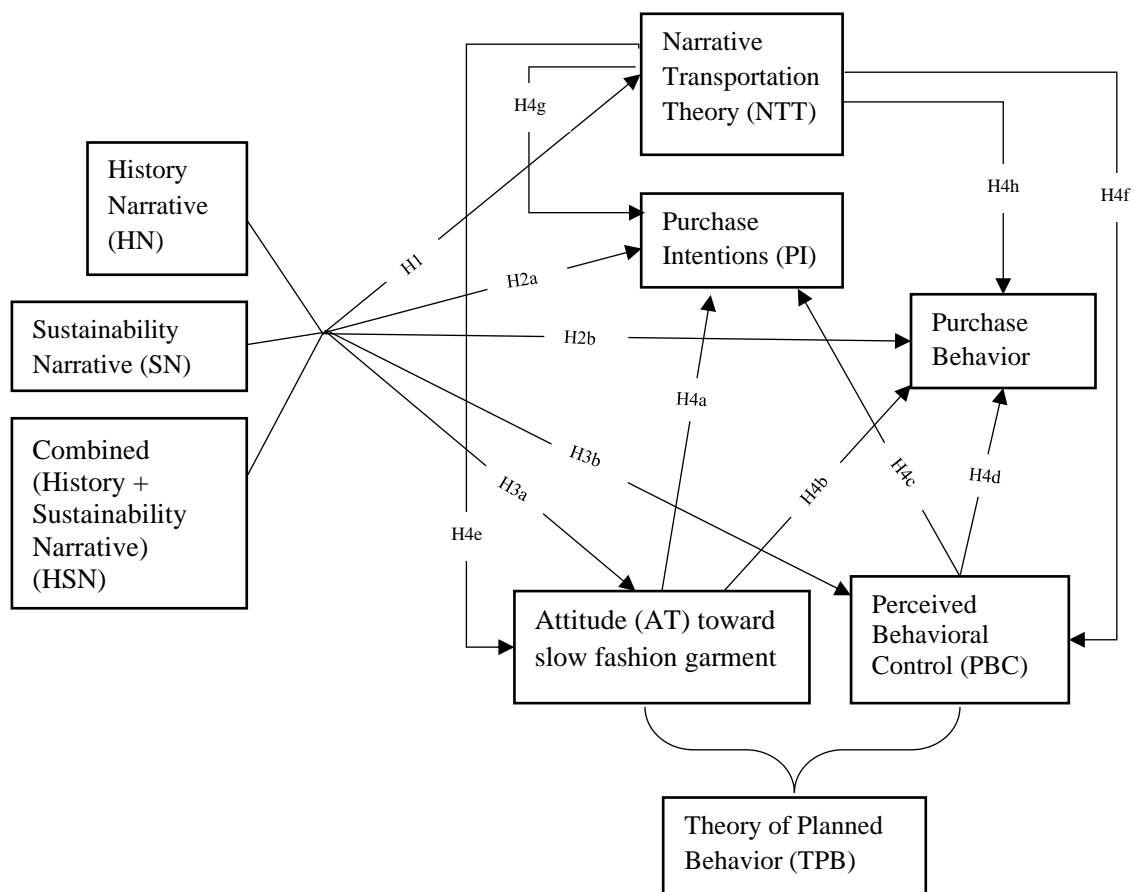 Narrative
Transportation
Theory (NTT)
H4g
History
Narrative
(HN)
H4h
H4f
Purchase
Intentions (PI)
H1
H2a
Sustainability
Narrative (SN)
H2b
Purchase
Behavior
H4a
Combined
(History +
Sustainability
Narrative)
(HSN)
H3b
H3a
H4b
H4c
H4d
H4e
Attitude (AT) toward
slow fashion garment
Perceived
Behavioral
Control (PBC)
Theory of Planned
Behavior (TPB)